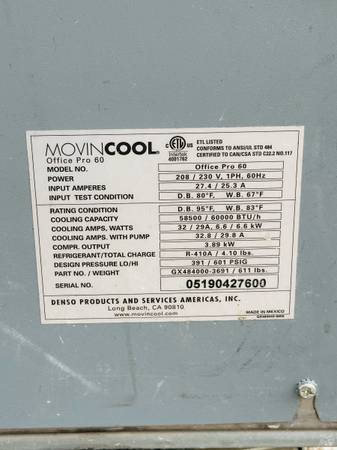 MOVINCOOL®
Office Pro 60
ETL LISTED
CONFORMS TO ANSI/UL STD 484
CERTIFIED TO CAN/CSA STD C22.2 NO.117
Intertek
4001762
MODEL NO. Office Pro 60
POWER 208 / 230 V, 1PH, 60Hz
INPUT AMPERES 27.4 / 25.3 A
INPUT TEST CONDITION D.B. 80°F, W.B. 67°F
RATING CONDITION D.B. 95°F, W.B. 83°F
COOLING CAPACITY 58500 / 60000 BTU/h
COOLING AMPS, WATTS 32 / 29A, 6.6 / 6.6 kW
COOLING AMPS WITH PUMP 32.8 / 29.8 A
COMPR. OUTPUT 3.89 kW
REFRIGERANT/TOTAL CHARGE R-410A / 4.10 lbs.
DESIGN PRESSURE LO/HI 391 / 601 PSIG
PART NO. / WEIGHT GX484000-3691 / 611 lbs.
SERIAL NO. 05190427600
DENSO PRODUCTS AND SERVICES AMERICAS, INC.
Long Beach, CA 90810
www.movincool.com
MADE IN MEXICO